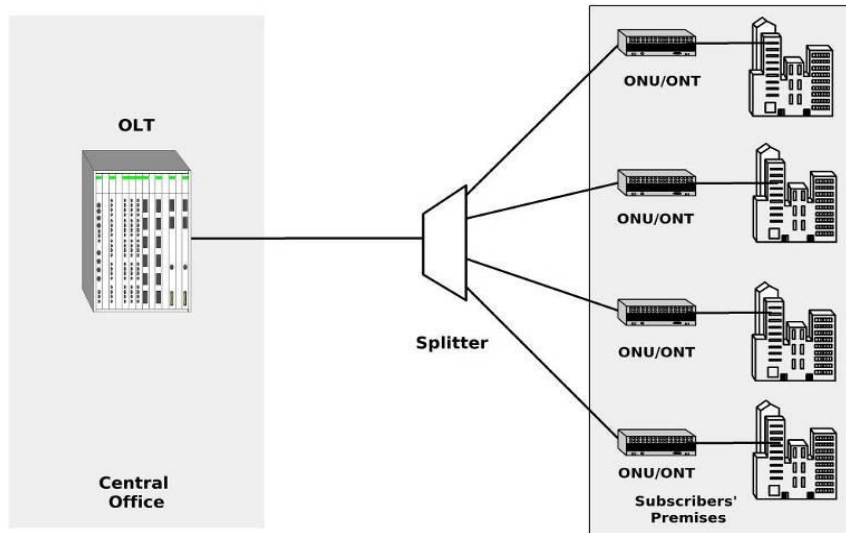 OLT
Central
Office
Splitter
ONU/ONT
ONU/ONT
ONU/ONT
ONU/ONT
Subscribers'
Premises